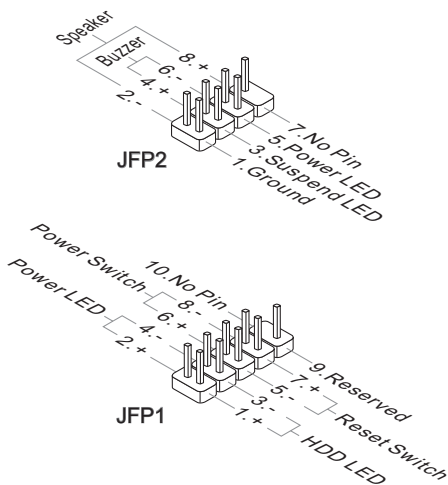 Speaker
Buzzer
8.+
6.-
4.+
2.-
7.No Pin
5.Power LED
3.Suspend LED
1.Ground
JFP2
Power Switch
Power LED
10.No Pin
8.-
6.+
4.-
2.+
9.Reserved
7.+
5.-
3.-
1.+
Reset Switch
HDD LED
JFP1